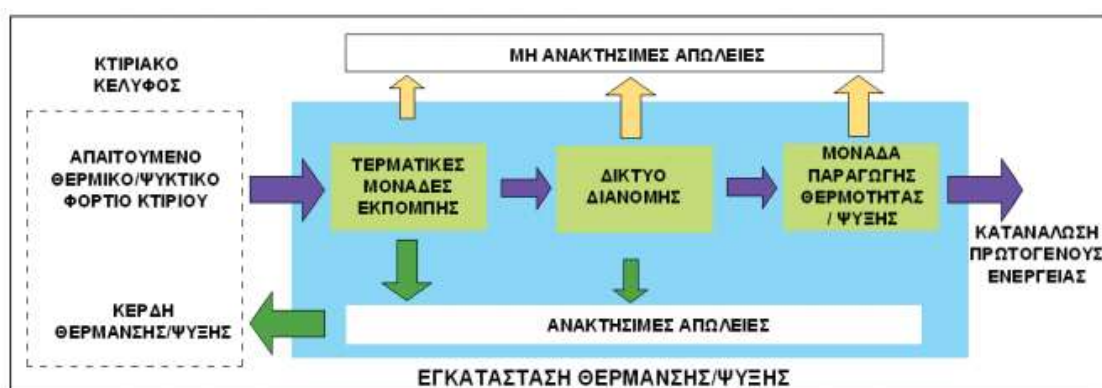 ΜΗ ΑΝΑΚΤΗΣΙΜΕΣ ΑΠΩΛΕΙΕΣ
ΚΤΙΡΙΑΚΟ
ΚΕΛΥΦΟΣ
ΑΠΑΙΤΟΥΜΕΝΟ
ΘΕΡΜΙΚΟ/ΨΥΚΤΙΚΟ
ΦΟΡΤΙΟ ΚΤΙΡΙΟΥ
ΤΕΡΜΑΤΙΚΕΣ
ΜΟΝΑΔΕΣ
ΕΚΠΟΜΠΗΣ
ΔΙΚΤΥΟ
ΔΙΑΝΟΜΗΣ
ΜΟΝΑΔΑ
ΠΑΡΑΓΩΓΗΣ
ΘΕΡΜΟΤΗΤΑΣ
/ ΨΥΞΗΣ
ΚΑΤΑΝΑΛΩΣΗ
ΠΡΩΤΟΓΕΝΟΥΣ
ΕΝΕΡΓΕΙΑΣ
ΚΕΡΔΗ
ΘΕΡΜΑΝΣΗΣ/ΨΥΞΗΣ
ΑΝΑΚΤΗΣΙΜΕΣ ΑΠΩΛΕΙΕΣ
ΕΓΚΑΤΑΣΤΑΣΗ ΘΕΡΜΑΝΣΗΣ/ΨΥΞΗΣ